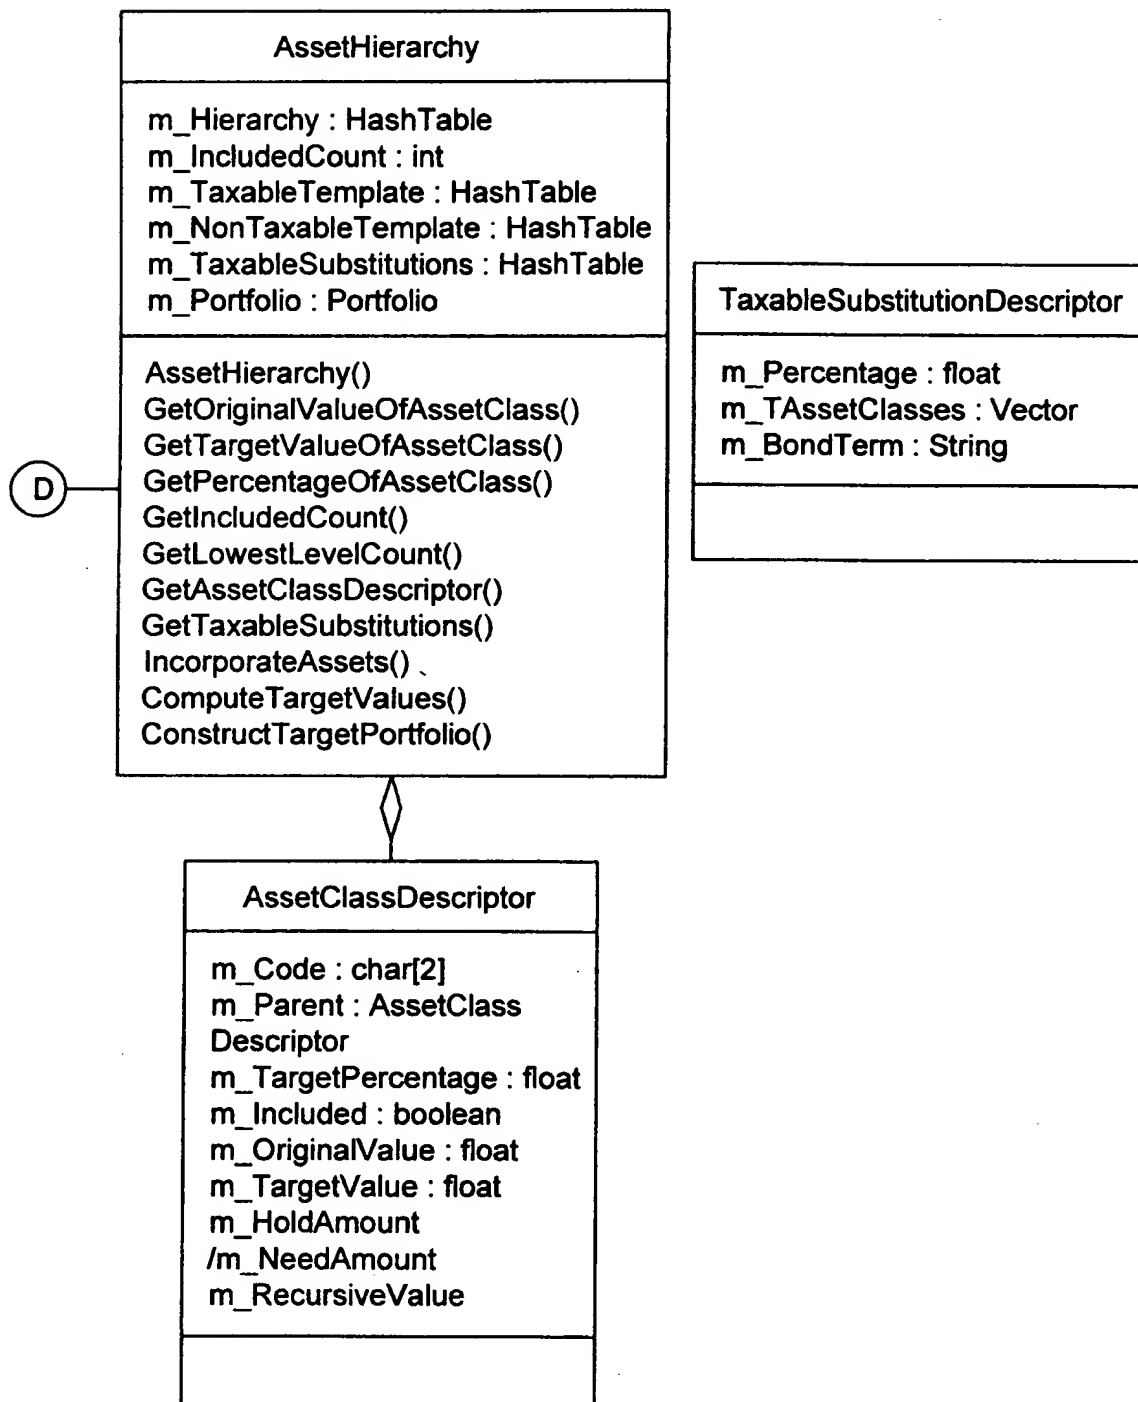 AssetHierarchy
m_Hierarchy : HashTable
m_IncludedCount : int
m_TaxableTemplate : HashTable
m_NonTaxableTemplate : HashTable
m_TaxableSubstitutions : HashTable
m_Portfolio : Portfolio
AssetHierarchy()
GetOriginalValueOfAssetClass()
GetTargetValueOfAssetClass()
GetPercentageOfAssetClass()
GetIncludedCount()
GetLowestLevelCount()
GetAssetClassDescriptor()
GetTaxableSubstitutions()
IncorporateAssets()
ComputeTargetValues()
ConstructTargetPortfolio()
D
TaxableSubstitutionDescriptor
m_Percentage : float
m_TAssetClasses : Vector
m_BondTerm : String
AssetClassDescriptor
m_Code : char[2]
m_Parent : AssetClass
Descriptor
m_TargetPercentage : float
m_Included : boolean
m_OriginalValue : float
m_TargetValue : float
m_HoldAmount
/m_NeedAmount
m_RecursiveValue